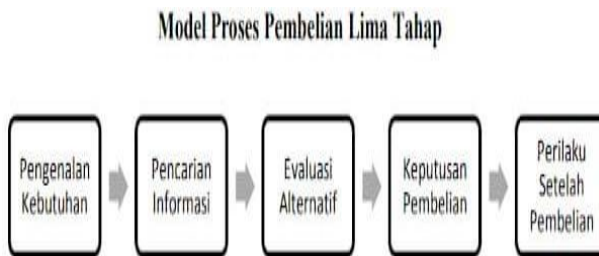 Model Proses Pembelian Lima Tahap
Pengenalan
Kebutuhan
Pencarian
Informasi
Evaluasi
Alternatif
Keputusan
Pembelian
Perilaku
Setelah
Pembelian